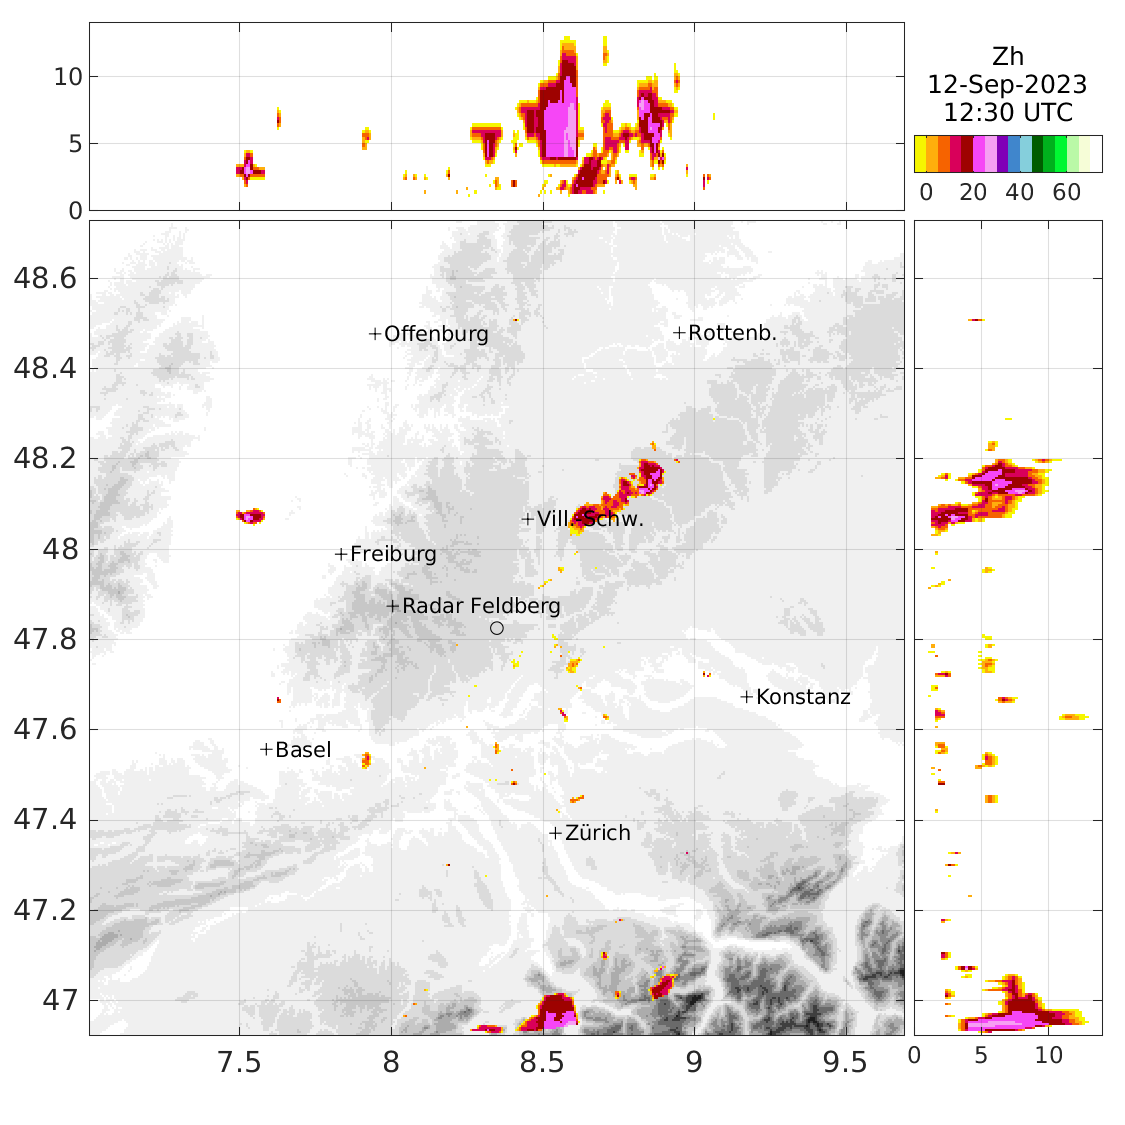 10
5
0
Zh
12-Sep-2023
12:30 UTC
0 20 40 60
48.6
48.4
48.2
48
47.8
47.6
47.4
47.2
47
+Offenburg
+Rottenb.
+Vill.-Schw.
+Freiburg
+Radar Feldberg
+Konstanz
+Basel
+Zürich
7.5 8 8.5 9 9.5
0 5 10